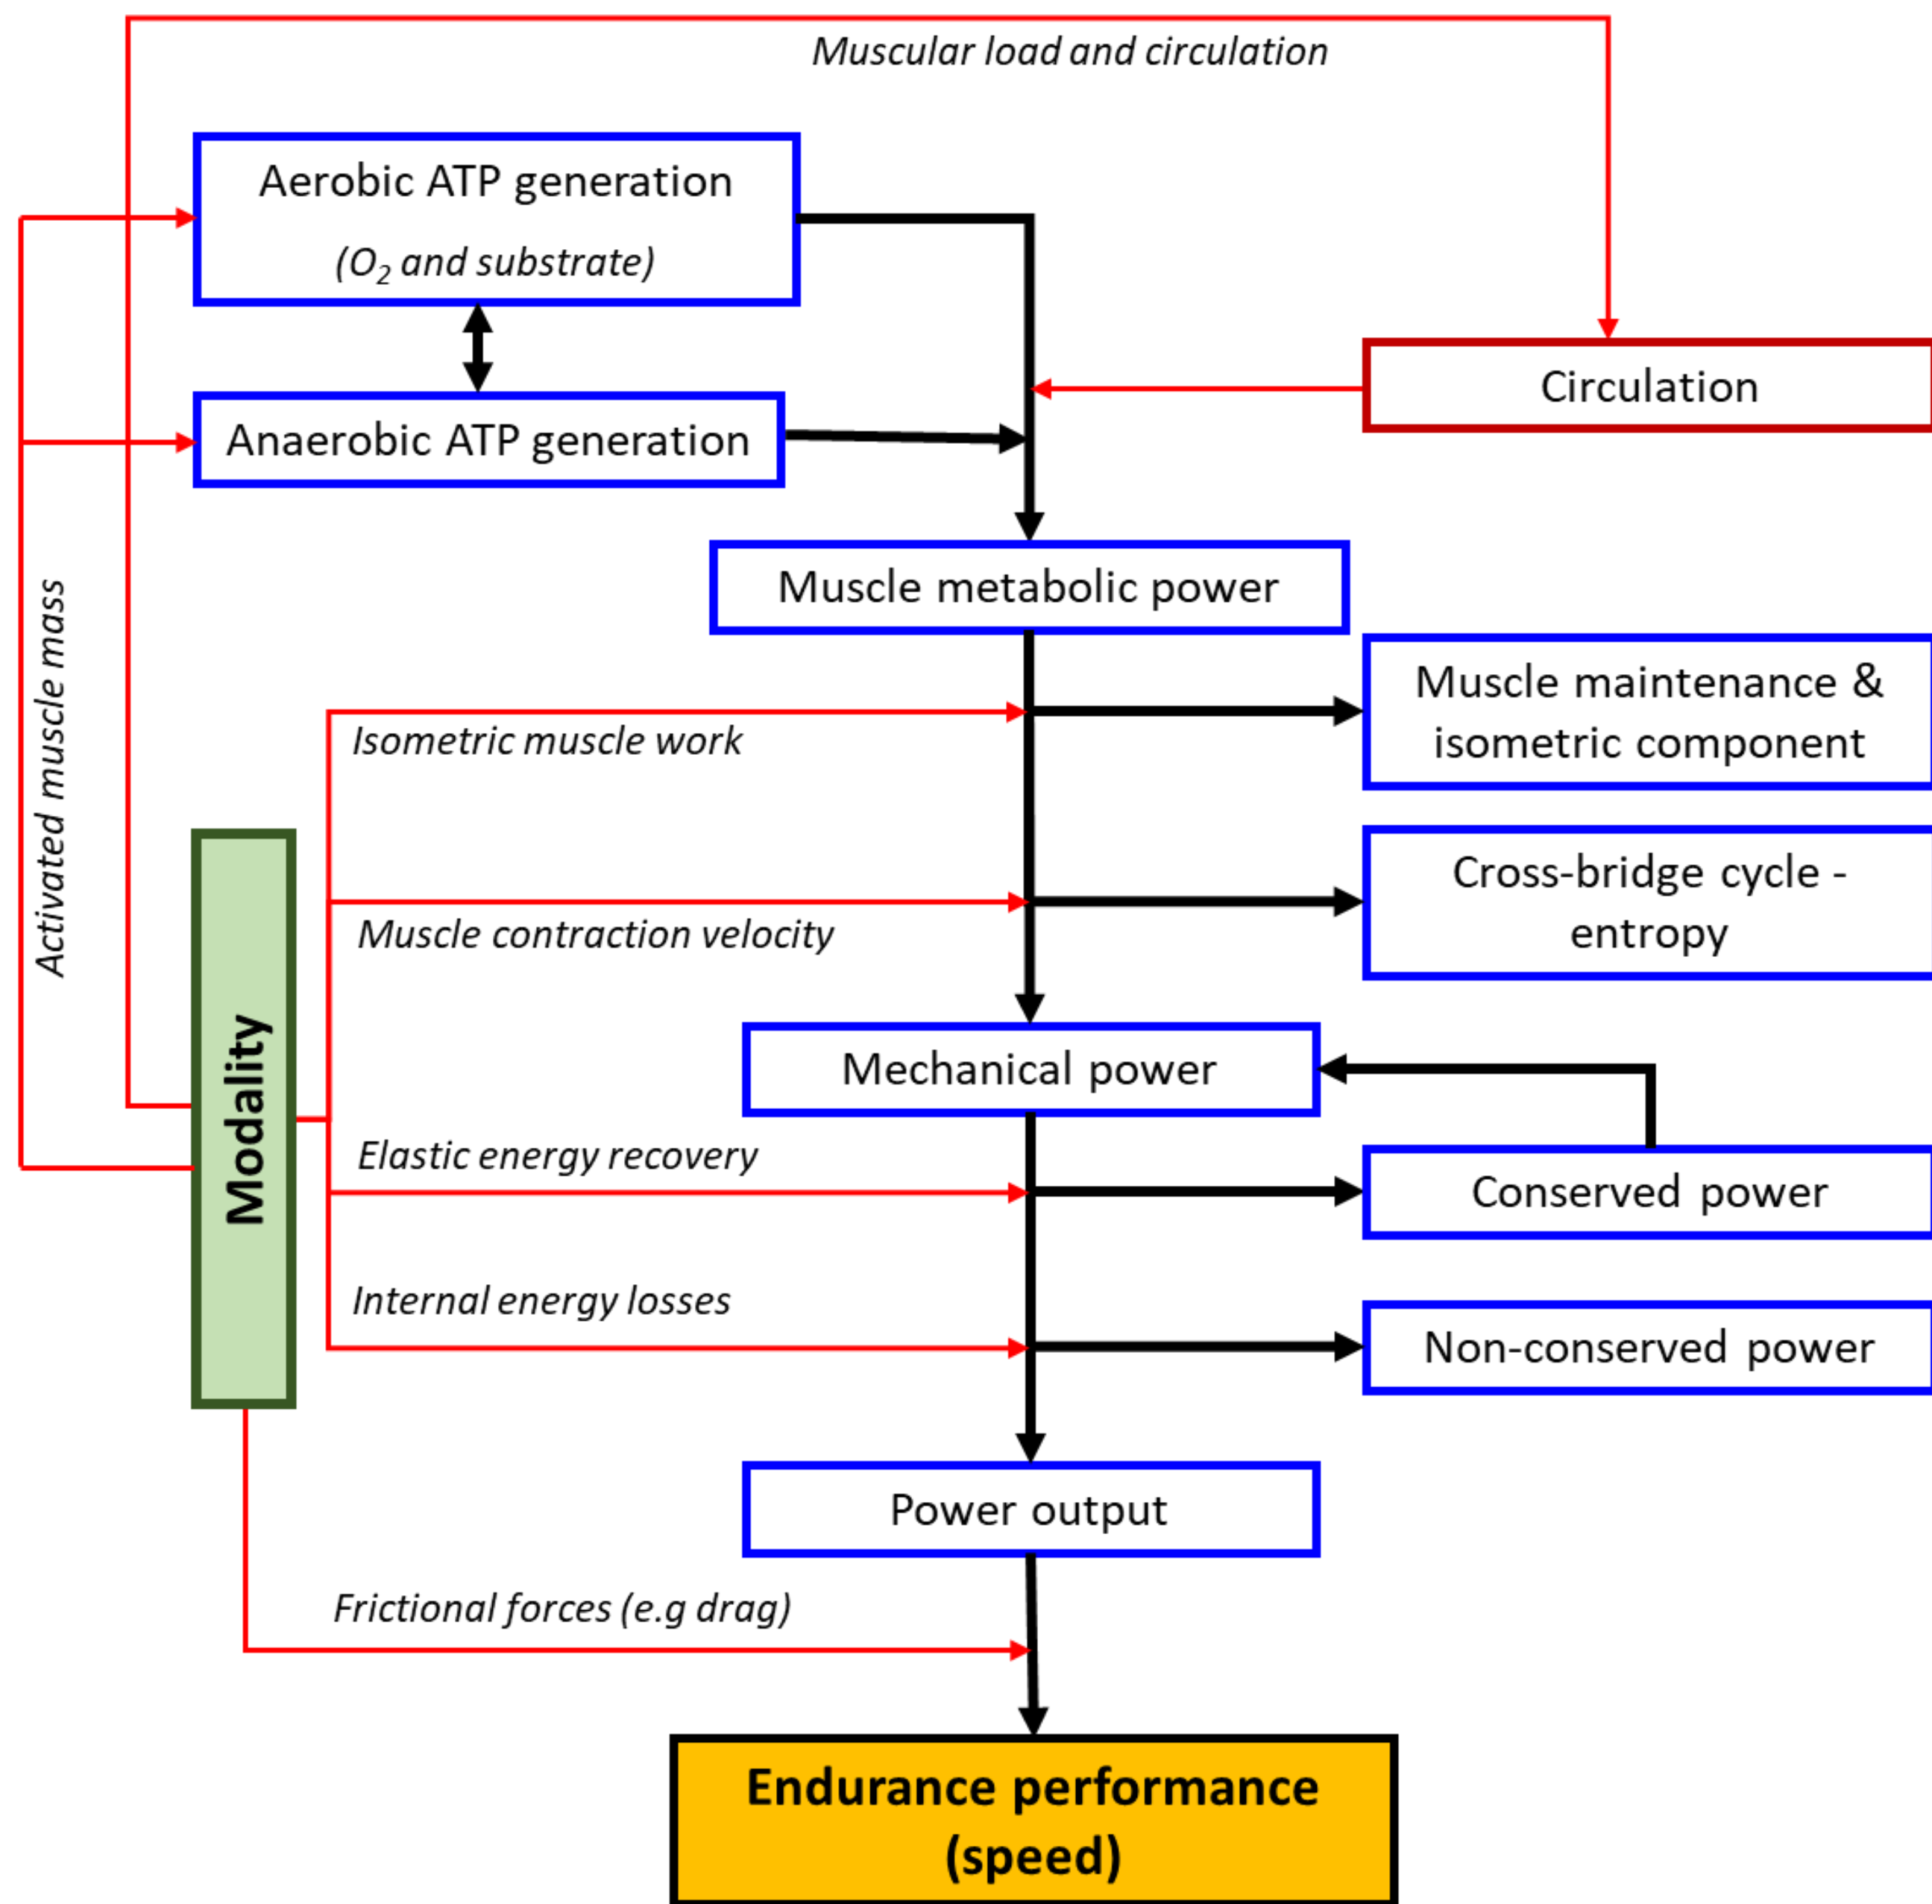 Muscular load and circulation
Aerobic ATP generation
(O₂ and substrate)
Circulation
Anaerobic ATP generation
Muscle metabolic power
Activated muscle mass
Muscle maintenance &
isometric component
Isometric muscle work
Cross-bridge cycle -
entropy
Muscle contraction velocity
Modality
Mechanical power
Elastic energy recovery
Conserved power
Internal energy losses
Non-conserved power
Power output
Frictional forces (e.g drag)
Endurance performance
(speed)